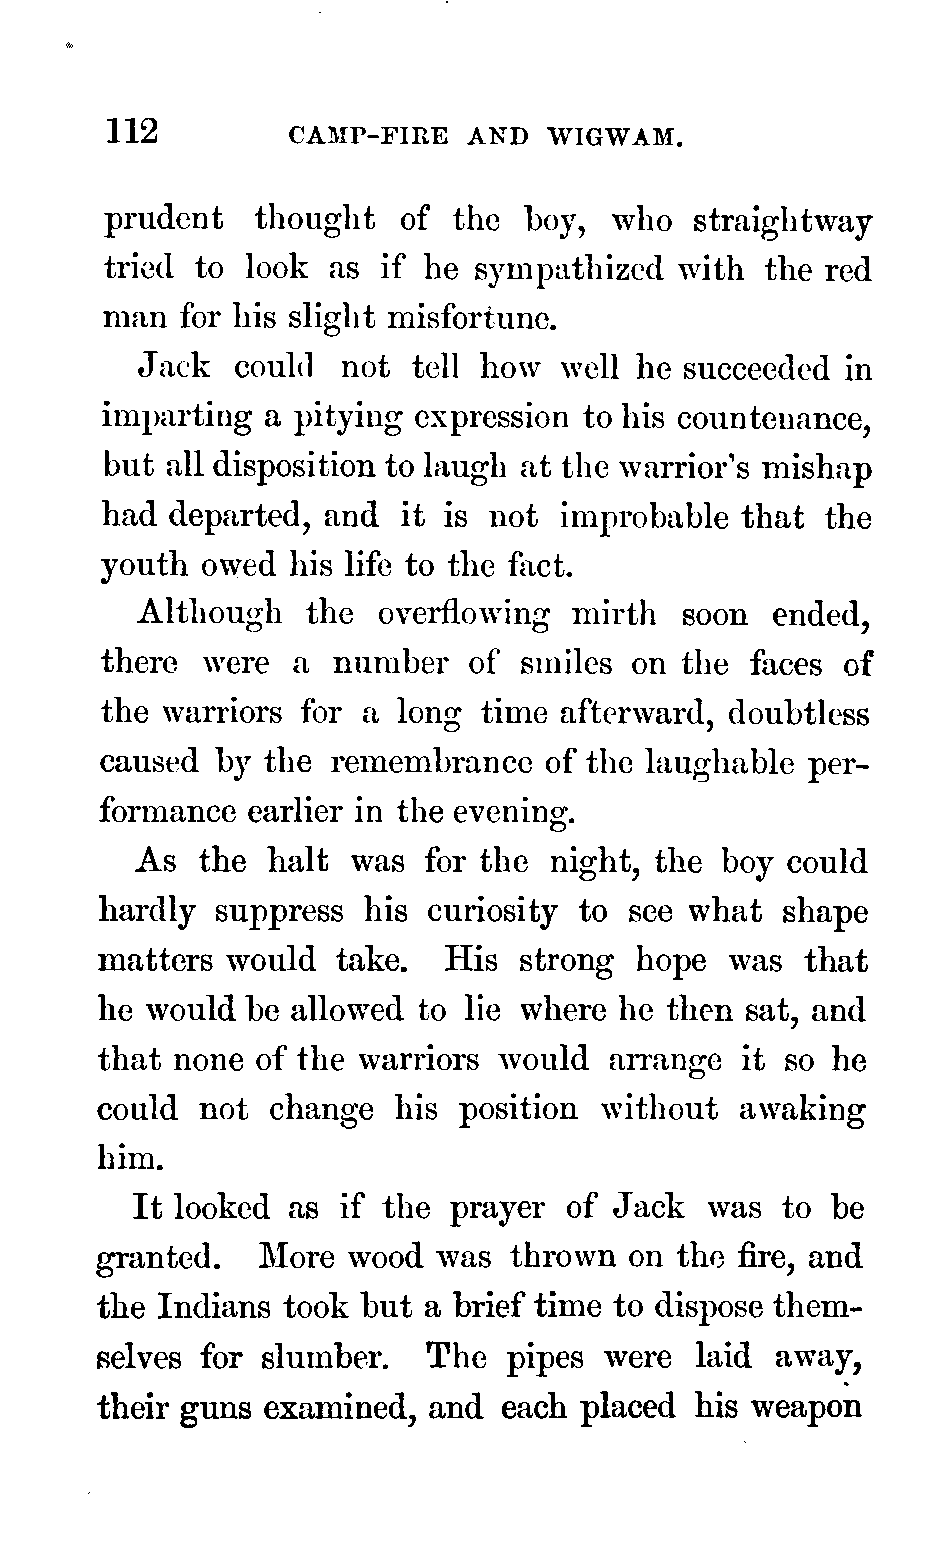 112 CAMP-FIRE AND WIGWAM.
prudent thought of the boy, who straightway
tried to look as if he sympathized with the red
man for his slight misfortune.
Jack could not tell how well he succeeded in
imparting a pitying expression to his countenance,
but all disposition to laugh at the warrior's mishap
had departed, and it is not improbable that the
youth owed his life to the fact.
Although the overflowing mirth soon ended,
there were a number of smiles on the faces of
the warriors for a long time afterward, doubtless
caused by the remembrance of the laughable per-
formance earlier in the evening.
As the halt was for the night, the boy could
hardly suppress his curiosity to see what shape
matters would take. His strong hope was that
he would be allowed to lie where he then sat, and
that none of the warriors would arrange it so he
could not change his position without awaking
him.
It looked as if the prayer of Jack was to be
granted. More wood was thrown on the fire, and
the Indians took but a brief time to dispose them-
selves for slumber. The pipes were laid away,
their guns examined, and each placed his weapon